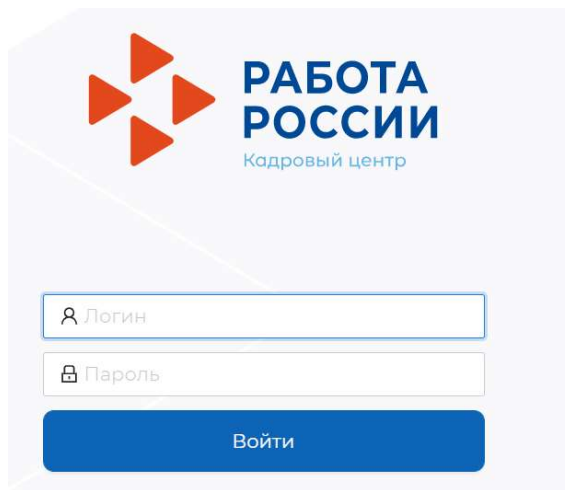 РАБОТА
РОССИИ
Кадровый центр
Логин
Пароль
Войти